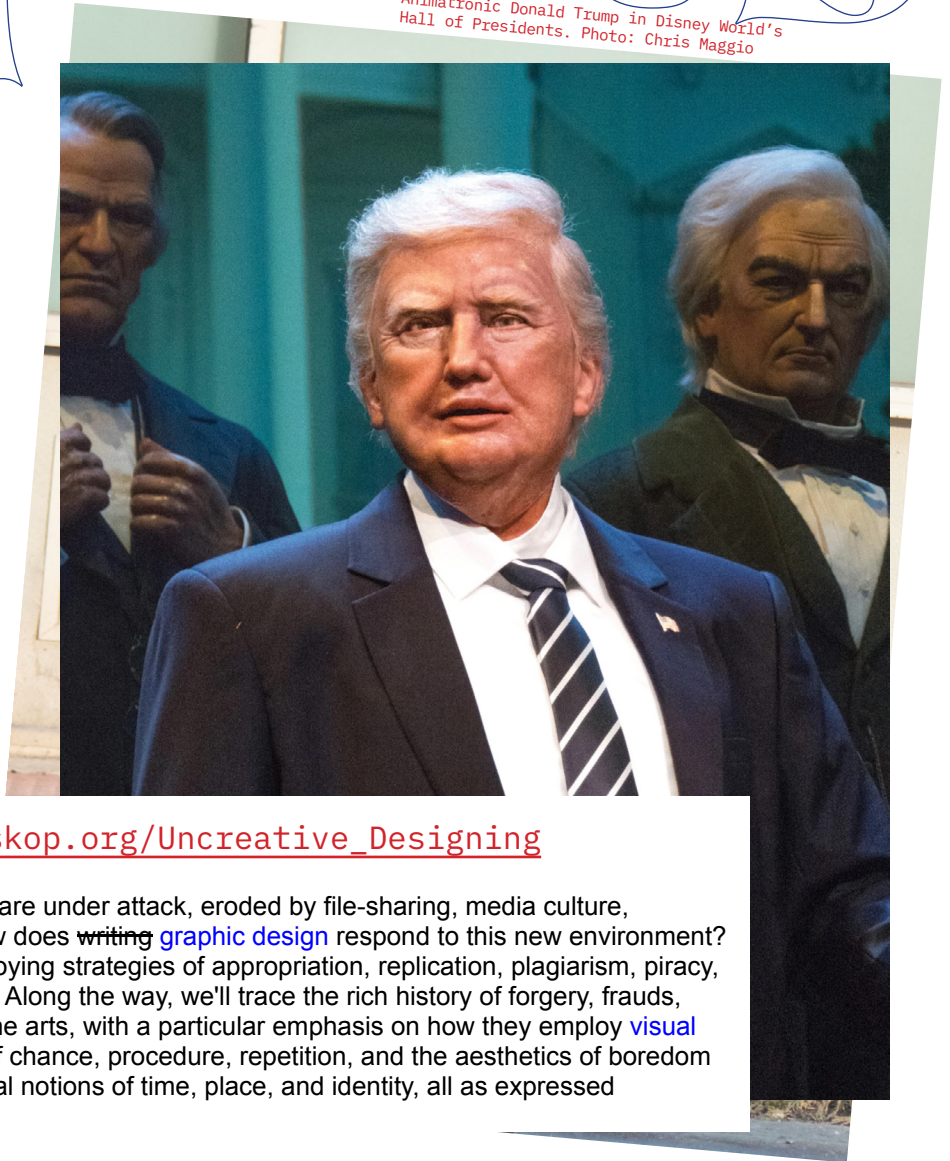 Animatronic Donald Trump in Disney World's
Hall of Presidents. Photo: Chris Maggio
skop.org/Uncreative_Designing
are under attack, eroded by file-sharing, media culture,
does writing graphic design respond to this new environment?
oying strategies of appropriation, replication, plagiarism, piracy,
Along the way, we'll trace the rich history of forgery, frauds,
ne arts, with a particular emphasis on how they employ visual
f chance, procedure, repetition, and the aesthetics of boredom
al notions of time, place, and identity, all as expressed